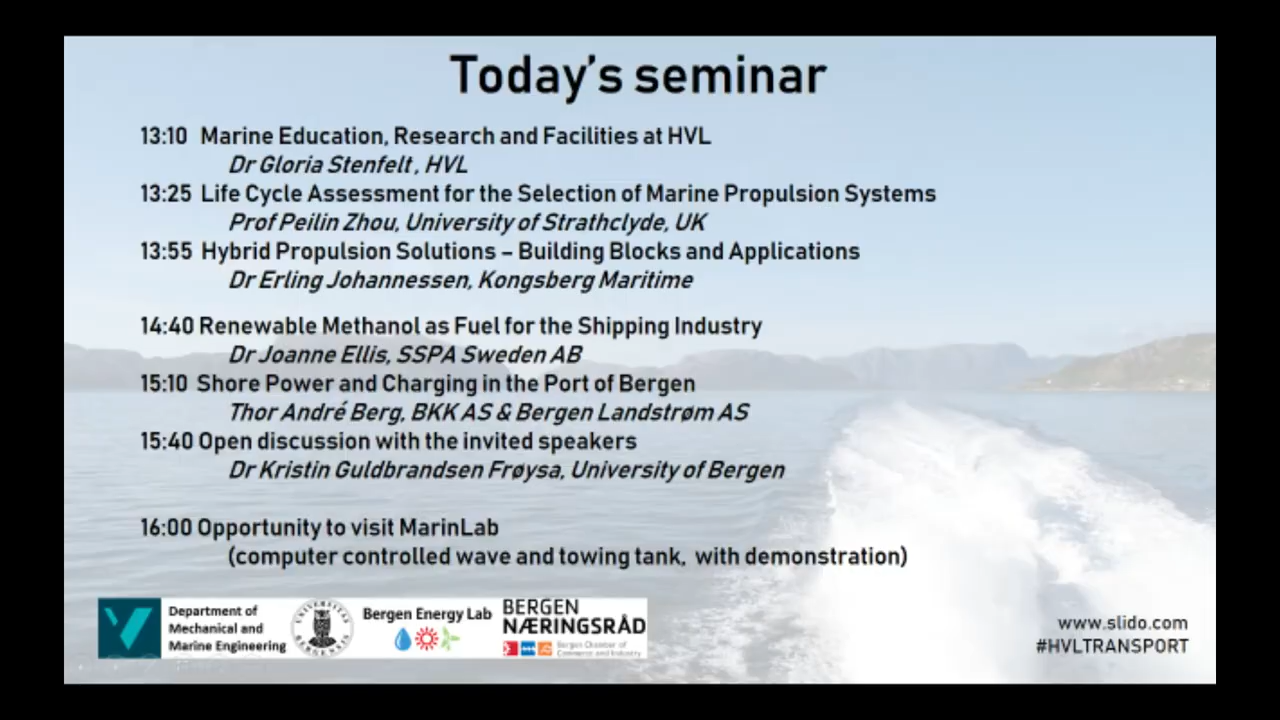 Today's seminar
13:10 Marine Education, Research and Facilities at HVL
Dr Gloria Stenfelt, HVL
13:25 Life Cycle Assessment for the Selection of Marine Propulsion Systems
Prof Peilin Zhou, University of Strathclyde, UK
13:55 Hybrid Propulsion Solutions – Building Blocks and Applications
Dr Erling Johannessen, Kongsberg Maritime
14:40 Renewable Methanol as Fuel for the Shipping Industry
Dr Joanne Ellis, SSPA Sweden AB
15:10 Shore Power and Charging in the Port of Bergen
Thor André Berg, BKK AS & Bergen Landstrøm AS
15:40 Open discussion with the invited speakers
Dr Kristin Guldbrandsen Frøysa, University of Bergen
16:00 Opportunity to visit MarinLab
(computer controlled wave and towing tank, with demonstration)
Department of
Mechanical and
Marine Engineering
Bergen Energy Lab
BERGEN
NÆRINGSRÅD
Bergen Chamber of
Commerce and Industry
www.slido.com
#HVLTRANSPORT